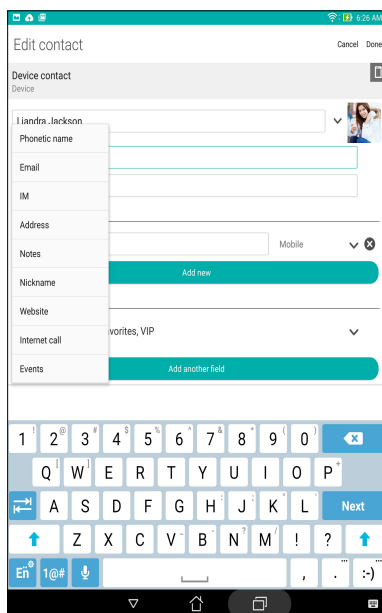 6:26 AM
Edit contact
Cancel Done
Device contact
Device
Liandra Jackson
Phonetic name
Email
IM
Address
Notes
Mobile
Add new
Nickname
Website
vorites, VIP
Internet call
Events
Add another field
1 ! 2 @ 3 # 4 $ 5 % 6 ^ 7 & 8 * 9 ( 0 )
Q [ W ] E R T Y U I O P +
A S D F G H : J ; K " L ' Next
Z X C V - B _ N ? M / ! ?
En 1@# , . ... :-) ...